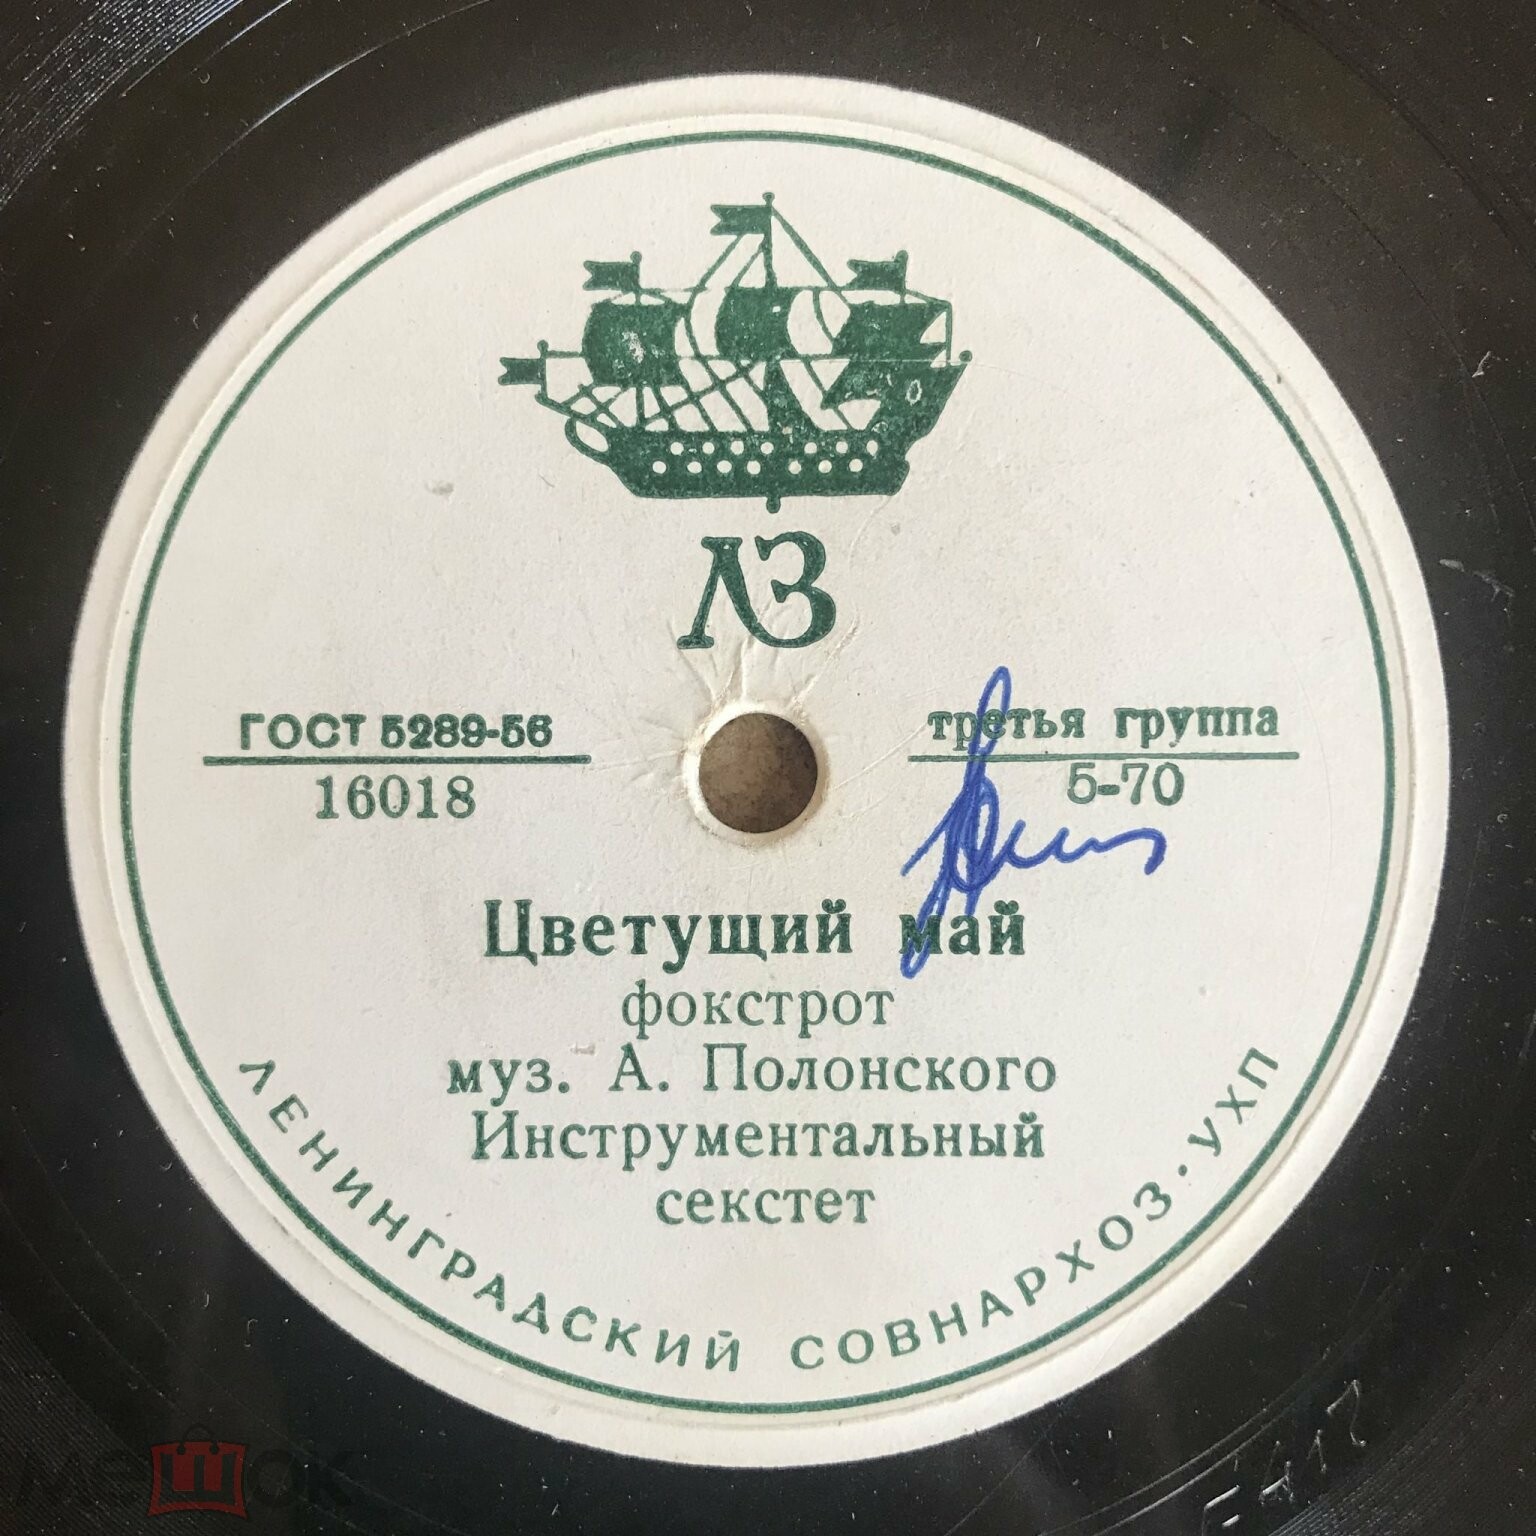 ЛЗ
ГОСТ 5289-56
16018
третья группа
5-70
Цветущий май
фокстрот
муз. А. Полонского
Инструментальный
секстет
ЛЕНИНГРАДСКИЙ СОВНАРХОЗ·УХП
мешок